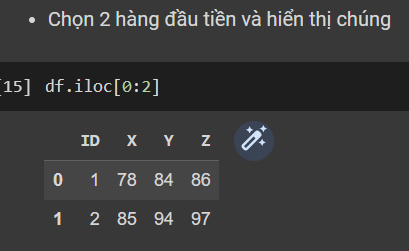 • Chọn 2 hàng đầu tiền và hiển thị chúng
[15] df.iloc[0:2]
ID X Y Z
0 1 78 84 86
1 2 85 94 97